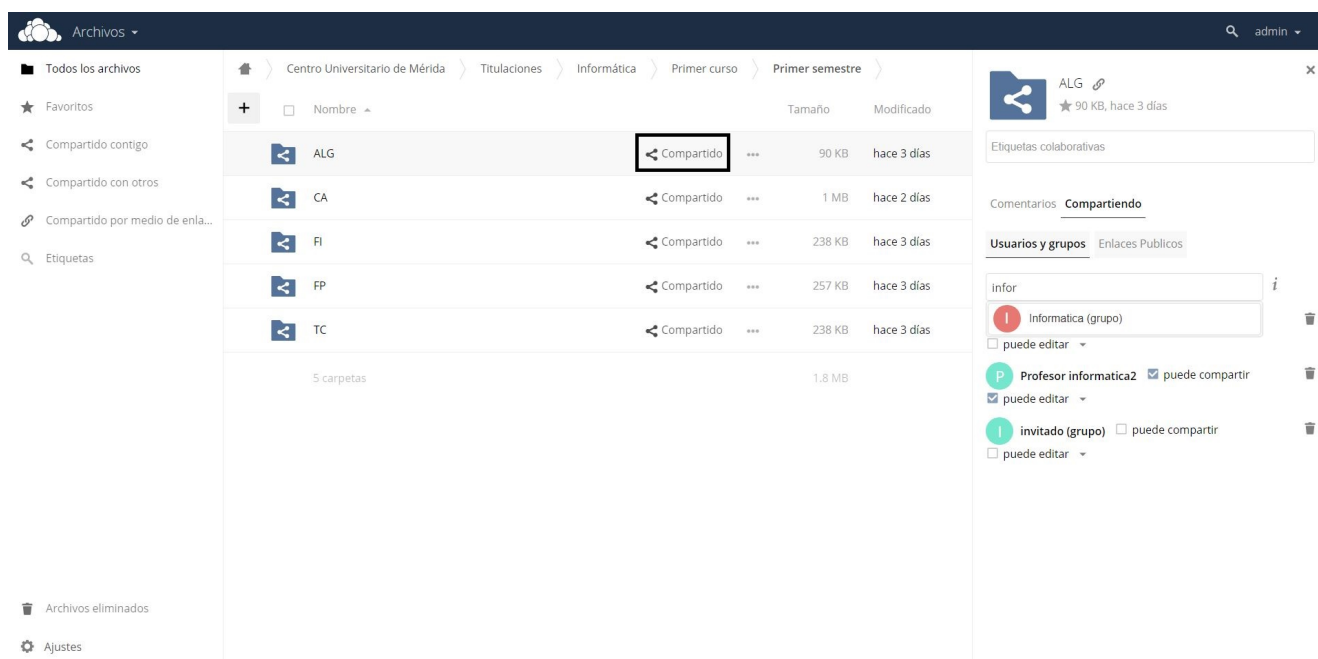 Archivos
admin
Todos los archivos
Favoritos
Compartido contigo
Compartido con otros
Compartido por medio de enla...
Etiquetas
Archivos eliminados
Ajustes
Centro Universitario de Mérida Titulaciones Informática Primer curso Primer semestre
+ Nombre Tamaño Modificado
ALG Compartido ... 90 KB hace 3 días
CA Compartido ... 1 MB hace 2 días
FI Compartido ... 238 KB hace 3 días
FP Compartido ... 257 KB hace 3 días
TC Compartido ... 238 KB hace 3 días
5 carpetas 1.8 MB
ALG
90 KB, hace 3 días
Etiquetas colaborativas
Comentarios Compartiendo
Usuarios y grupos Enlaces Publicos
infor i
I Informatica (grupo)
puede editar
P Profesor informatica2 puede compartir
puede editar
I invitado (grupo) puede compartir
puede editar